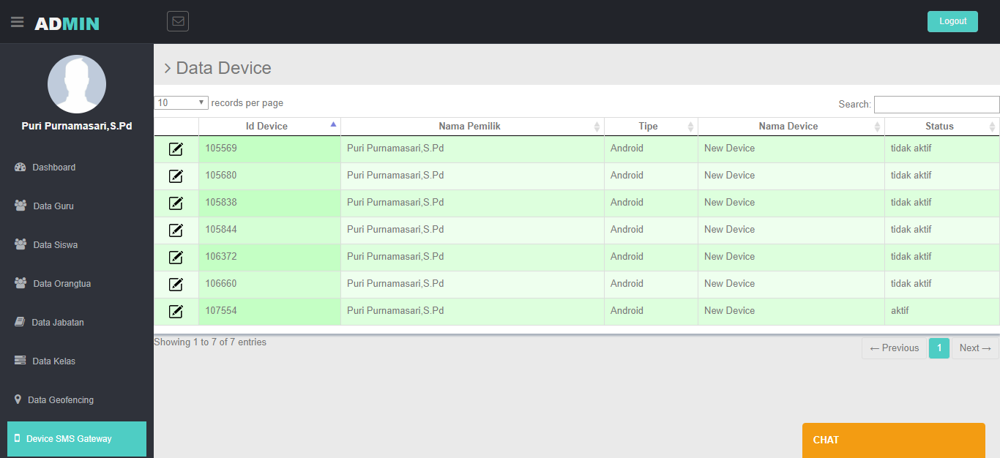 ADMIN
Logout
Puri Purnamasari,S.Pd
Dashboard
Data Guru
Data Siswa
Data Orangtua
Data Jabatan
Data Kelas
Data Geofencing
Device SMS Gateway
Data Device
10 records per page
Search:
Id Device Nama Pemilik Tipe Nama Device Status
105569 Puri Purnamasari,S.Pd Android New Device tidak aktif
105680 Puri Purnamasari,S.Pd Android New Device tidak aktif
105838 Puri Purnamasari,S.Pd Android New Device tidak aktif
105844 Puri Purnamasari,S.Pd Android New Device tidak aktif
106372 Puri Purnamasari,S.Pd Android New Device tidak aktif
106660 Puri Purnamasari,S.Pd Android New Device tidak aktif
107554 Puri Purnamasari,S.Pd Android New Device aktif
Showing 1 to 7 of 7 entries
← Previous 1 Next →
CHAT